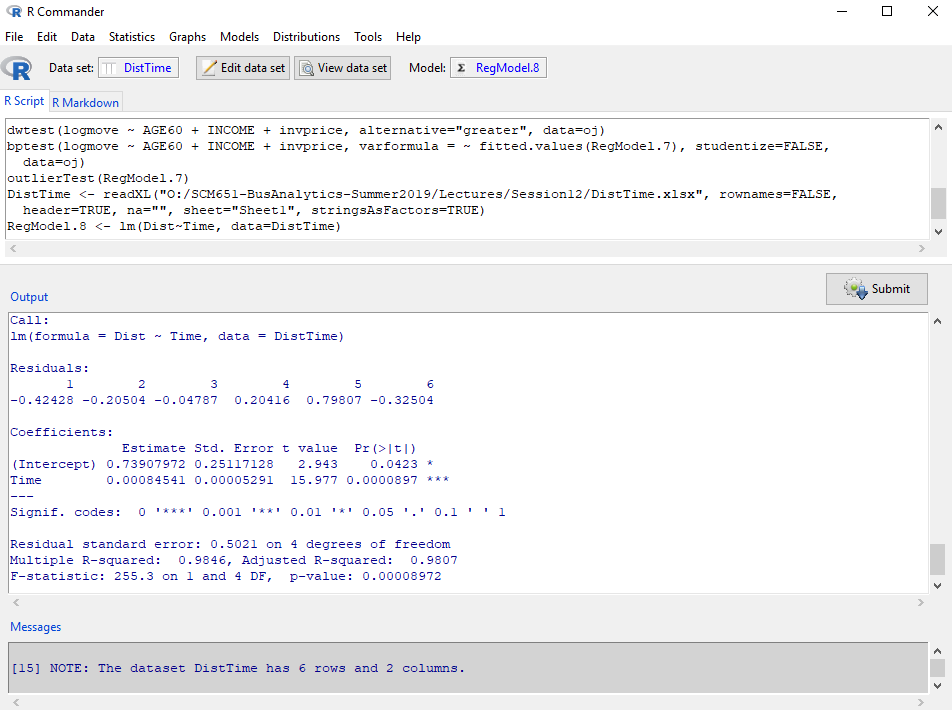 R Commander
File Edit Data Statistics Graphs Models Distributions Tools Help
R Data set: DistTime Edit data set View data set Model: Σ RegModel.8
R Script R Markdown
dwtest(logmove ~ AGE60 + INCOME + invprice, alternative="greater", data=oj)
bptest(logmove ~ AGE60 + INCOME + invprice, varformula = ~ fitted.values(RegModel.7), studentize=FALSE,
  data=oj)
outlierTest(RegModel.7)
DistTime <- readXL("O:/SCM651-BusAnalytics-Summer2019/Lectures/Session12/DistTime.xlsx", rownames=FALSE,
  header=TRUE, na="", sheet="Sheet1", stringsAsFactors=TRUE)
RegModel.8 <- lm(Dist~Time, data=DistTime)
Output
Submit
Call:
lm(formula = Dist ~ Time, data = DistTime)
Residuals:
       1        2        3        4        5        6
-0.42428 -0.20504 -0.04787  0.20416  0.79807 -0.32504
Coefficients:
              Estimate Std. Error t value  Pr(>|t|)
(Intercept) 0.73907972 0.25117128   2.943    0.0423 *
Time        0.00084541 0.00005291  15.977 0.0000897 ***
---
Signif. codes:  0 '***' 0.001 '**' 0.01 '*' 0.05 '.' 0.1 ' ' 1
Residual standard error: 0.5021 on 4 degrees of freedom
Multiple R-squared:  0.9846, Adjusted R-squared:  0.9807
F-statistic: 255.3 on 1 and 4 DF,  p-value: 0.00008972
Messages
[15] NOTE: The dataset DistTime has 6 rows and 2 columns.